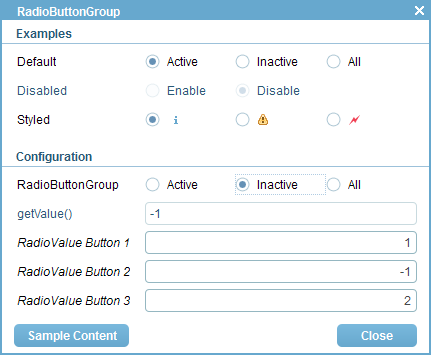 RadioButtonGroup
Examples
Default Active Inactive All
Disabled Enable Disable
Styled
Configuration
RadioButtonGroup Active Inactive All
getValue() -1
RadioValue Button 1 1
RadioValue Button 2 -1
RadioValue Button 3 2
Sample Content Close